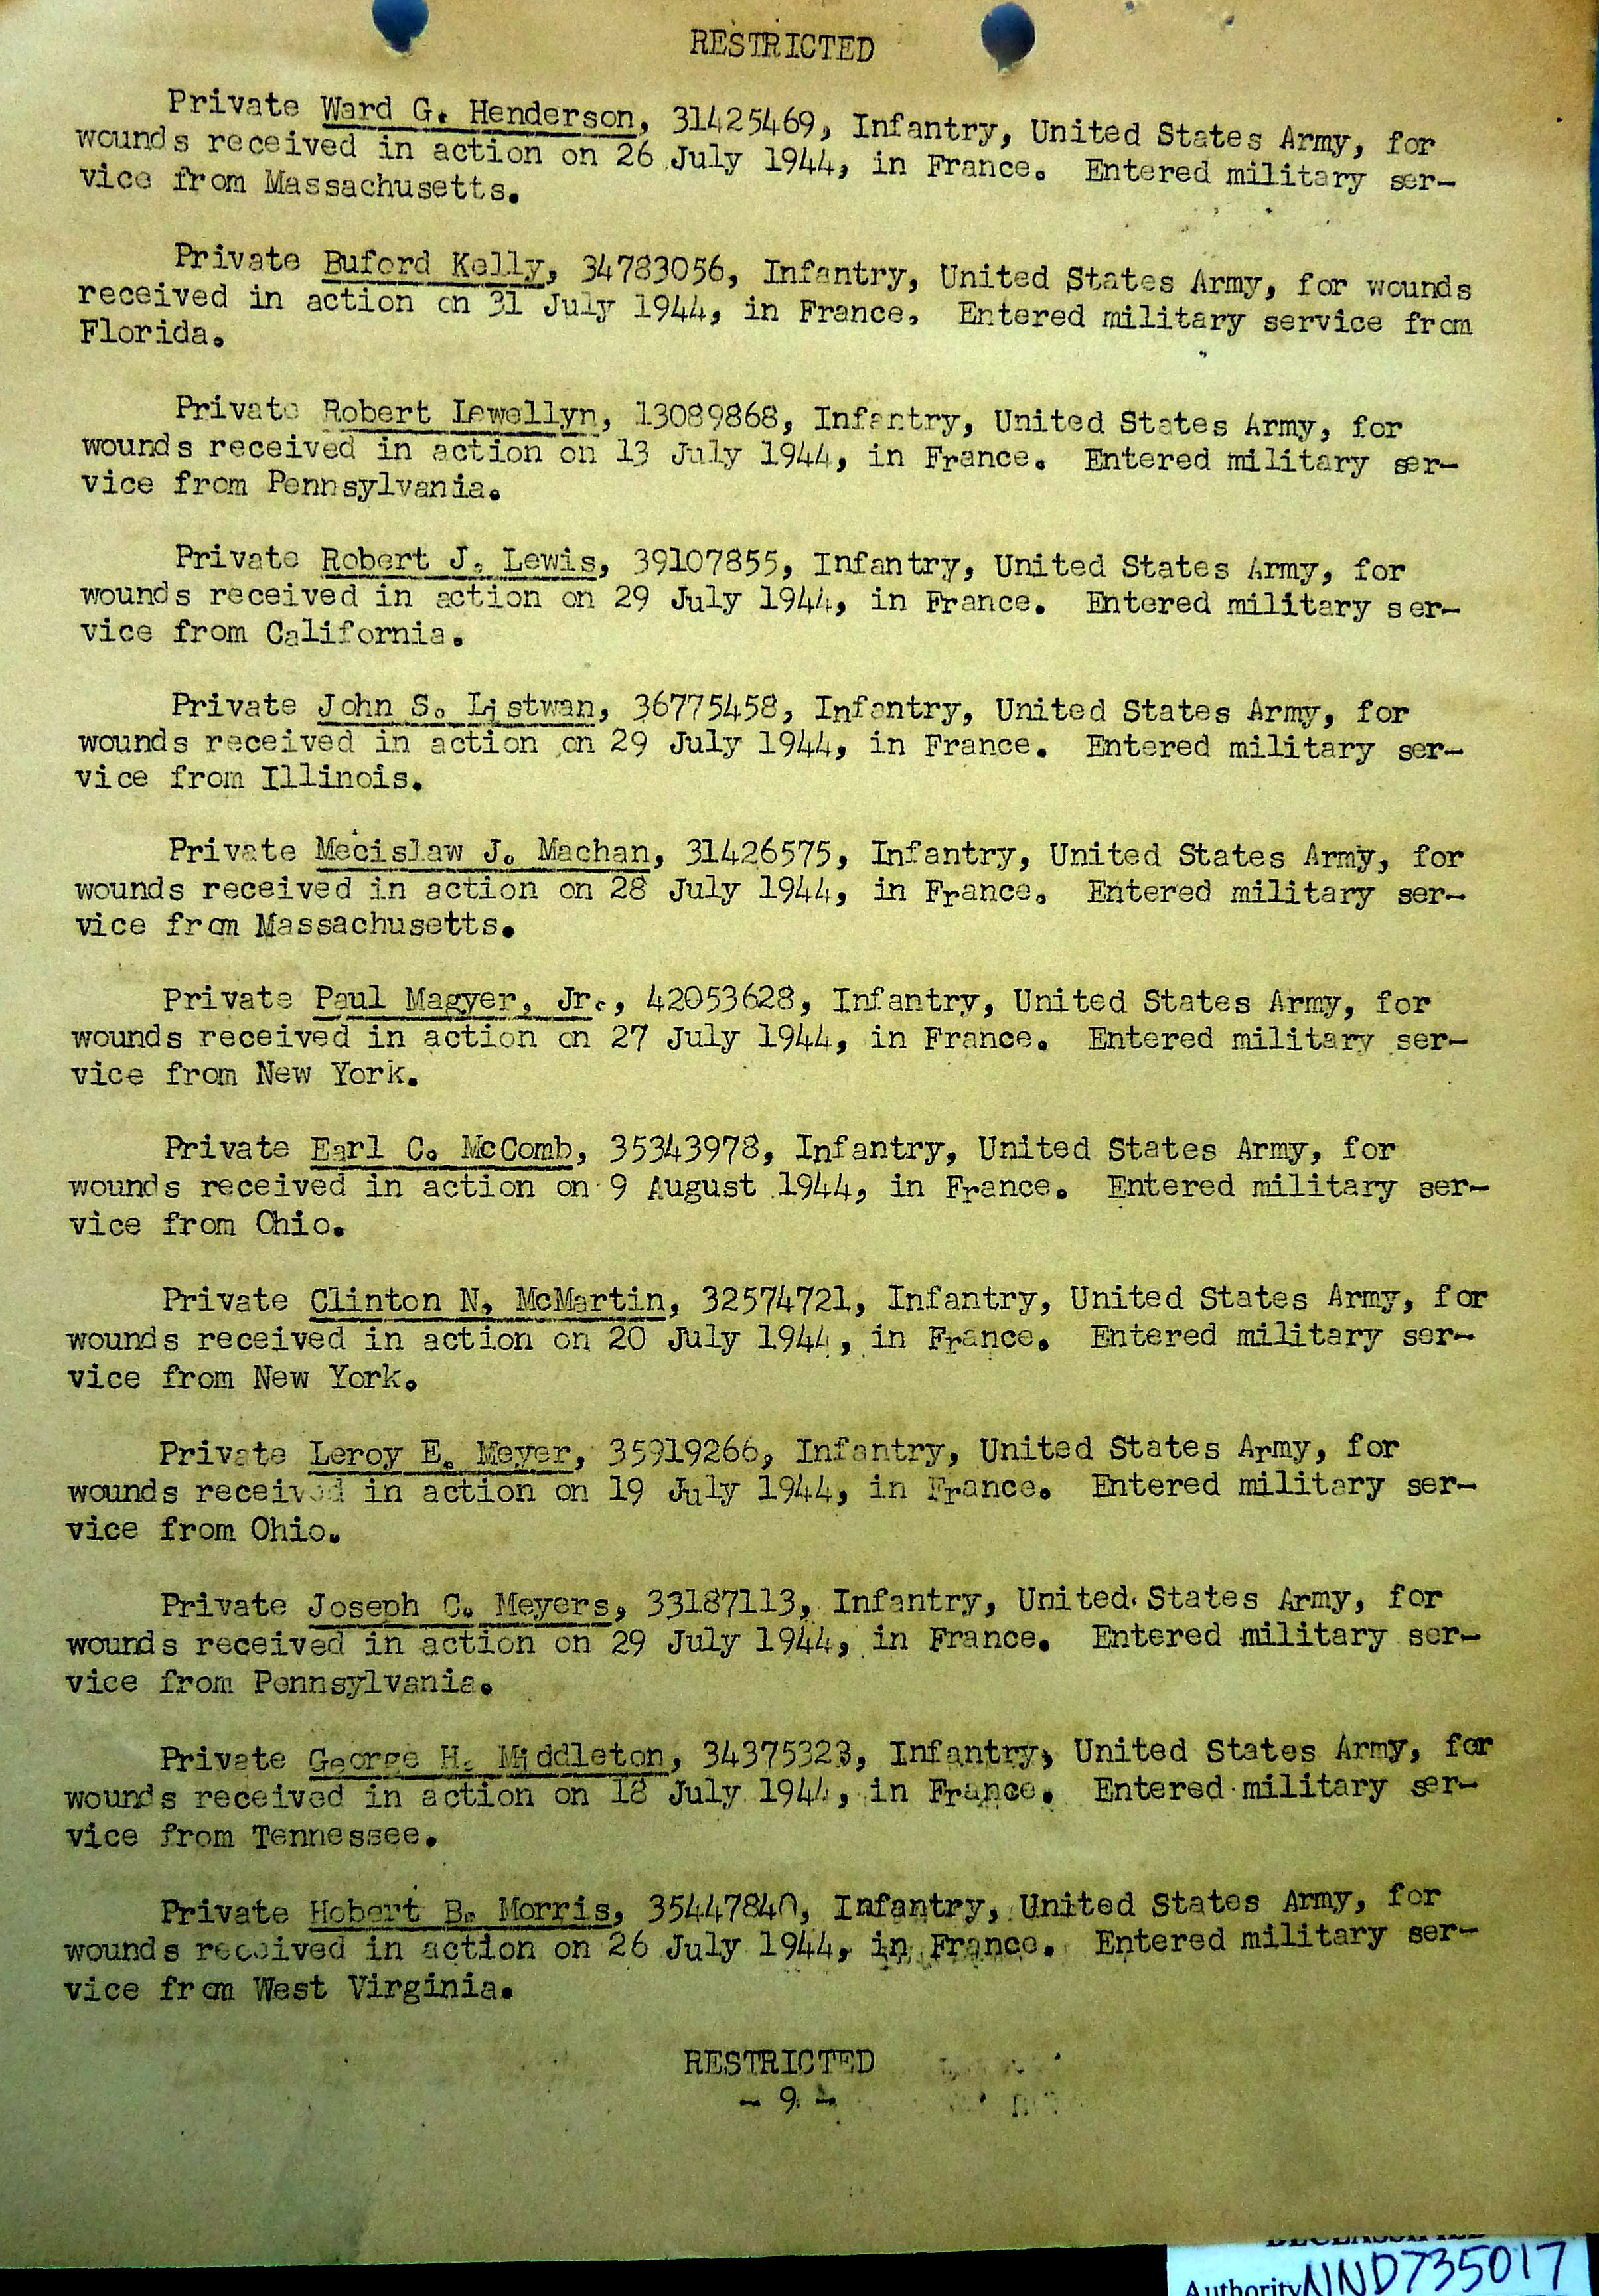 RESTRICTED
Private Ward G. Henderson, 31425469, Infantry, United States Army, for
wounds received in action on 26 July 1944, in France. Entered military ser-
vice from Massachusetts.
Private Buford Kelly, 34783056, Infantry, United States Army, for wounds
received in action on 31 July 1944, in France. Entered military service from
Florida.
Private Robert Lewellyn, 13089868, Infantry, United States Army, for
wounds received in action on 13 July 1944, in France. Entered military ser-
vice from Pennsylvania.
Private Robert J. Lewis, 39107855, Infantry, United States Army, for
wounds received in action on 29 July 1944, in France. Entered military ser-
vice from California.
Private John S. Listwan, 36775458, Infantry, United States Army, for
wounds received in action on 29 July 1944, in France. Entered military ser-
vice from Illinois.
Private Mecislaw J. Machan, 31426575, Infantry, United States Army, for
wounds received in action on 28 July 1944, in France. Entered military ser-
vice from Massachusetts.
Private Paul Magyer, Jr., 42053628, Infantry, United States Army, for
wounds received in action on 27 July 1944, in France. Entered military ser-
vice from New York.
Private Earl C. McComb, 35343978, Infantry, United States Army, for
wounds received in action on 9 August 1944, in France. Entered military ser-
vice from Ohio.
Private Clinton N. McMartin, 32574721, Infantry, United States Army, for
wounds received in action on 20 July 1944, in France. Entered military ser-
vice from New York.
Private Leroy E. Meyer, 35919266, Infantry, United States Army, for
wounds received in action on 19 July 1944, in France. Entered military ser-
vice from Ohio.
Private Joseph C. Meyers, 33187113, Infantry, United States Army, for
wounds received in action on 29 July 1944, in France. Entered military ser-
vice from Pennsylvania.
Private George H. Middleton, 34375323, Infantry, United States Army, for
wounds received in action on 18 July 1944, in France. Entered military ser-
vice from Tennessee.
Private Hobert B. Morris, 35447840, Infantry, United States Army, for
wounds received in action on 26 July 1944, in France. Entered military ser-
vice from West Virginia.
RESTRICTED
- 9 -
DECLASSIFIED
Authority NND735017